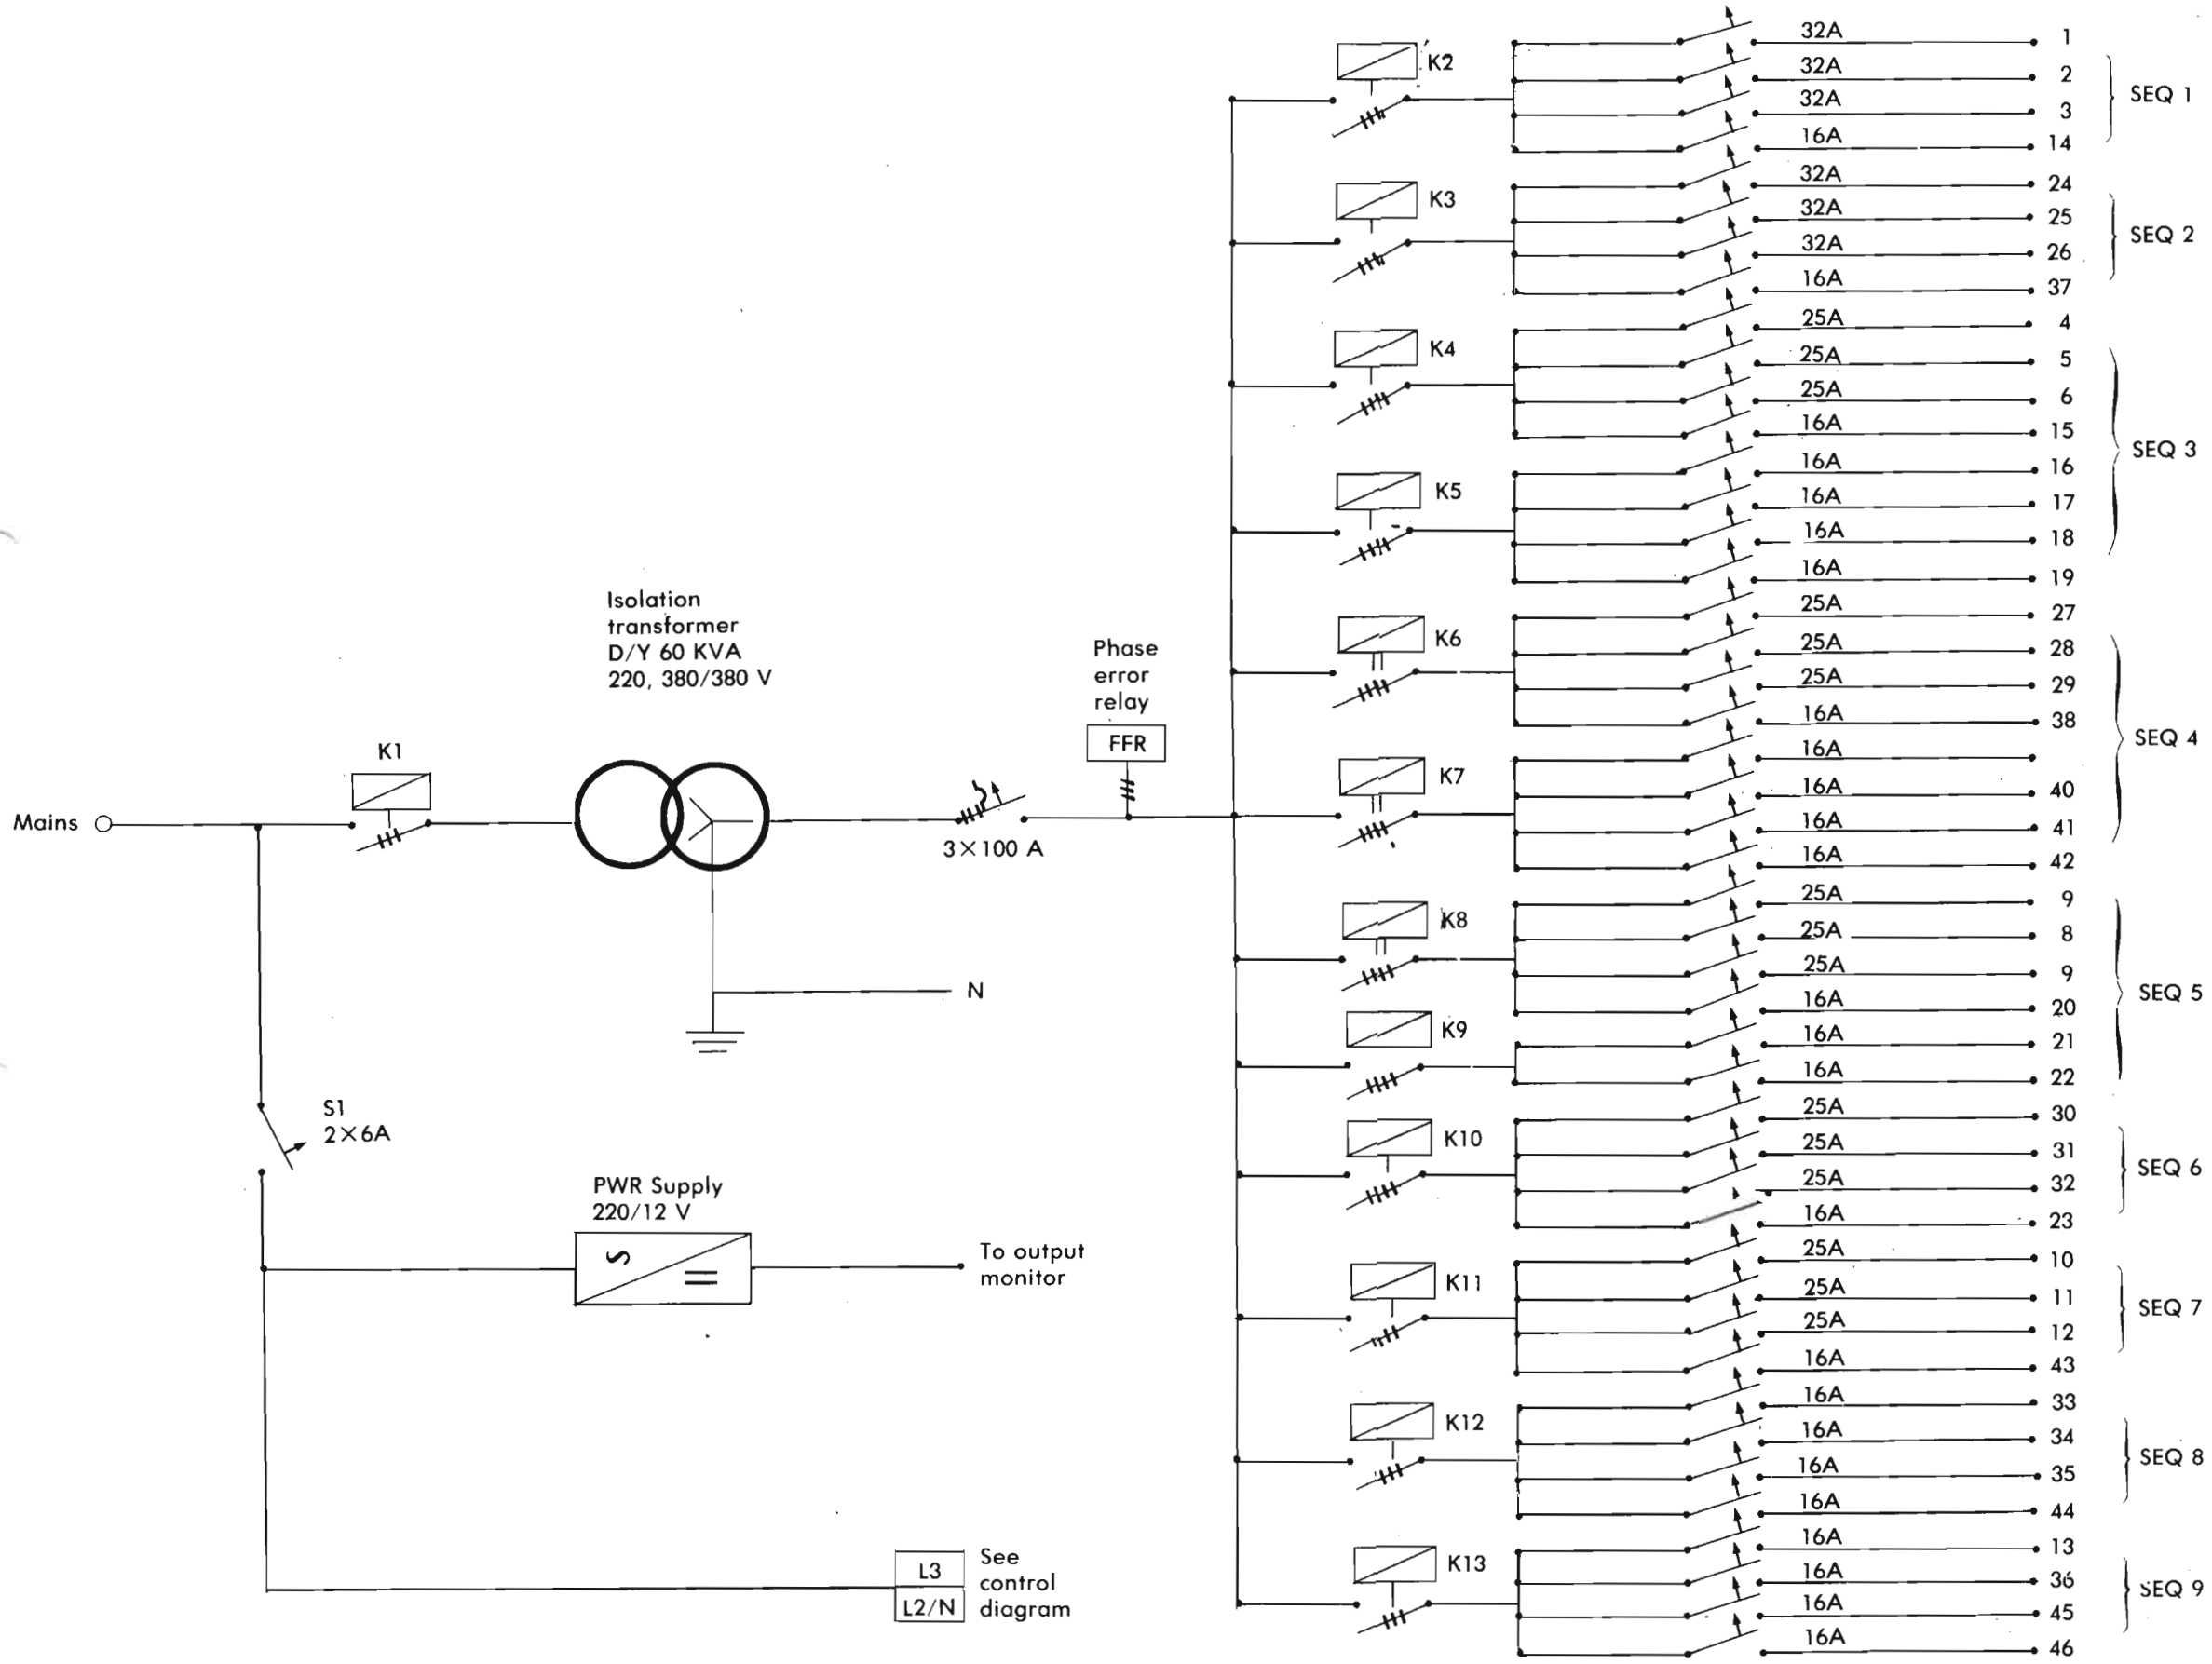 Mains
K1
Isolation
transformer
D/Y 60 KVA
220, 380/380 V
3×100 A
Phase
error
relay
FFR
N
S1
2×6A
PWR Supply
220/12 V
To output
monitor
L3
L2/N
See
control
diagram
K2
32A 1
32A 2
32A 3
16A 14
SEQ 1
K3
32A 24
32A 25
32A 26
16A 37
SEQ 2
K4
25A 4
25A 5
25A 6
16A 15
K5
16A 16
16A 17
16A 18
16A 19
SEQ 3
K6
25A 27
25A 28
25A 29
16A 38
K7
16A
16A 40
16A 41
16A 42
SEQ 4
K8
25A 9
25A 8
25A 9
16A 20
K9
16A 21
16A 22
SEQ 5
K10
25A 30
25A 31
25A 32
16A 23
SEQ 6
K11
25A 10
25A 11
25A 12
16A 43
SEQ 7
K12
16A 33
16A 34
16A 35
16A 44
SEQ 8
K13
16A 13
16A 36
16A 45
16A 46
SEQ 9